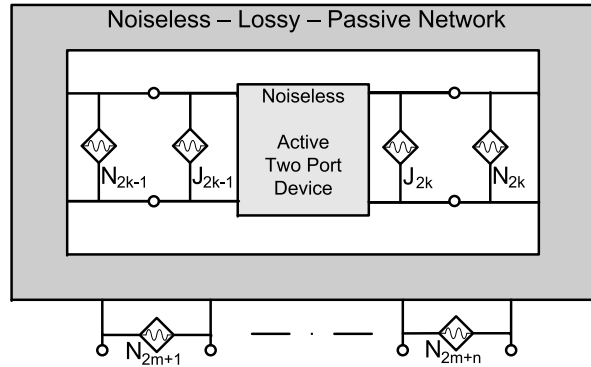 Noiseless – Lossy – Passive Network
Noiseless
Active
Two Port
Device
N2k-1
J2k-1
J2k
N2k
N2m+1
N2m+n